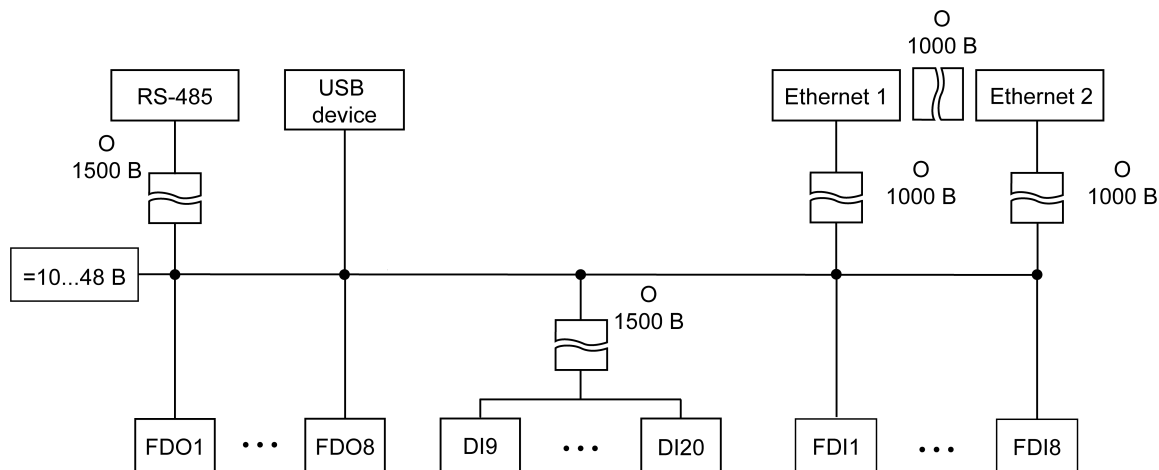 О
1000 В
RS-485
USB
device
Ethernet 1
Ethernet 2
О
1500 В
О
1000 В
О
1000 В
=10...48 В
О
1500 В
FDO1
...
FDO8
DI9
...
DI20
FDI1
...
FDI8